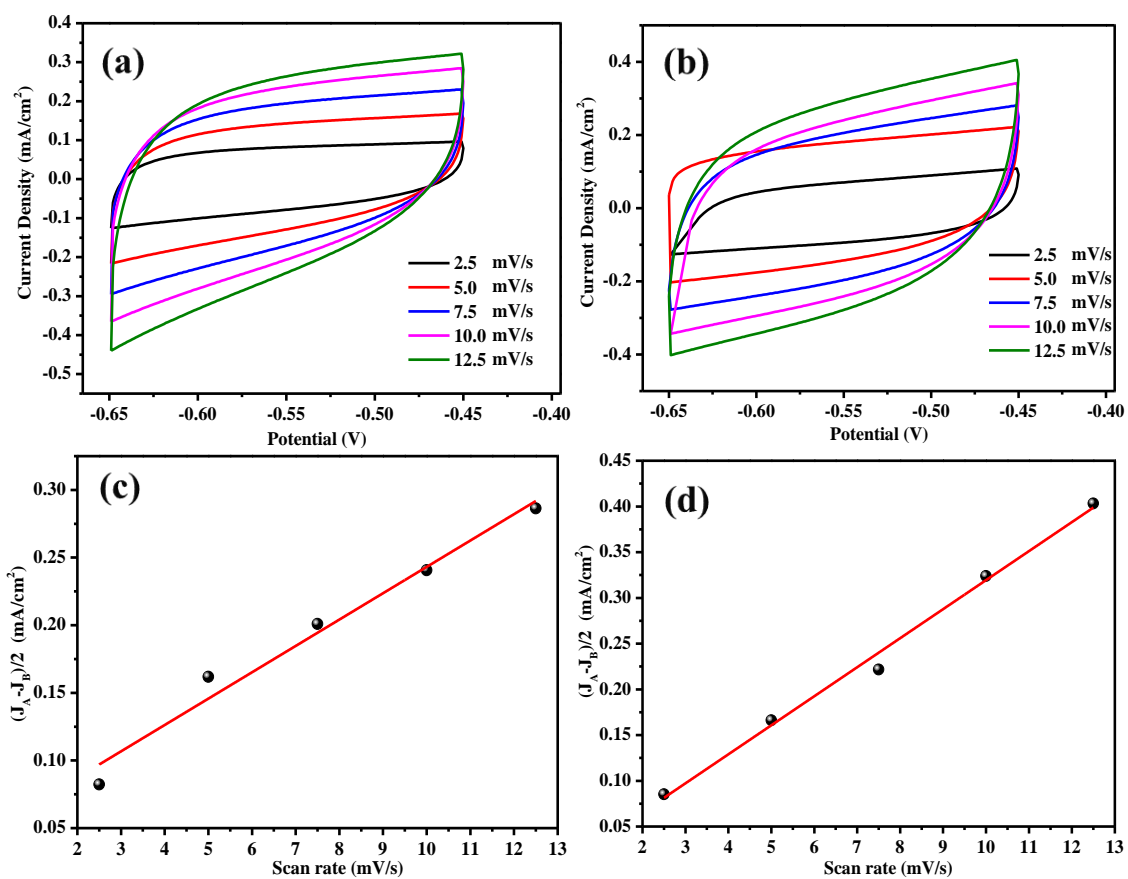 (a)
Current Density (mA/cm²)
0.4
0.3
0.2
0.1
0.0
-0.1
-0.2
-0.3
-0.4
-0.5
2.5 mV/s
5.0 mV/s
7.5 mV/s
10.0 mV/s
12.5 mV/s
-0.65 -0.60 -0.55 -0.50 -0.45 -0.40
Potential (V)
(b)
Current Density (mA/cm²)
0.4
0.2
0.0
-0.2
-0.4
2.5 mV/s
5.0 mV/s
7.5 mV/s
10.0 mV/s
12.5 mV/s
-0.65 -0.60 -0.55 -0.50 -0.45 -0.40
Potential (V)
(c)
(J_A-J_B)/2 (mA/cm²)
0.30
0.25
0.20
0.15
0.10
0.05
2 3 4 5 6 7 8 9 10 11 12 13
Scan rate (mV/s)
(d)
(J_A-J_B)/2 (mA/cm²)
0.40
0.35
0.30
0.25
0.20
0.15
0.10
0.05
2 3 4 5 6 7 8 9 10 11 12 13
Scan rate (mV/s)